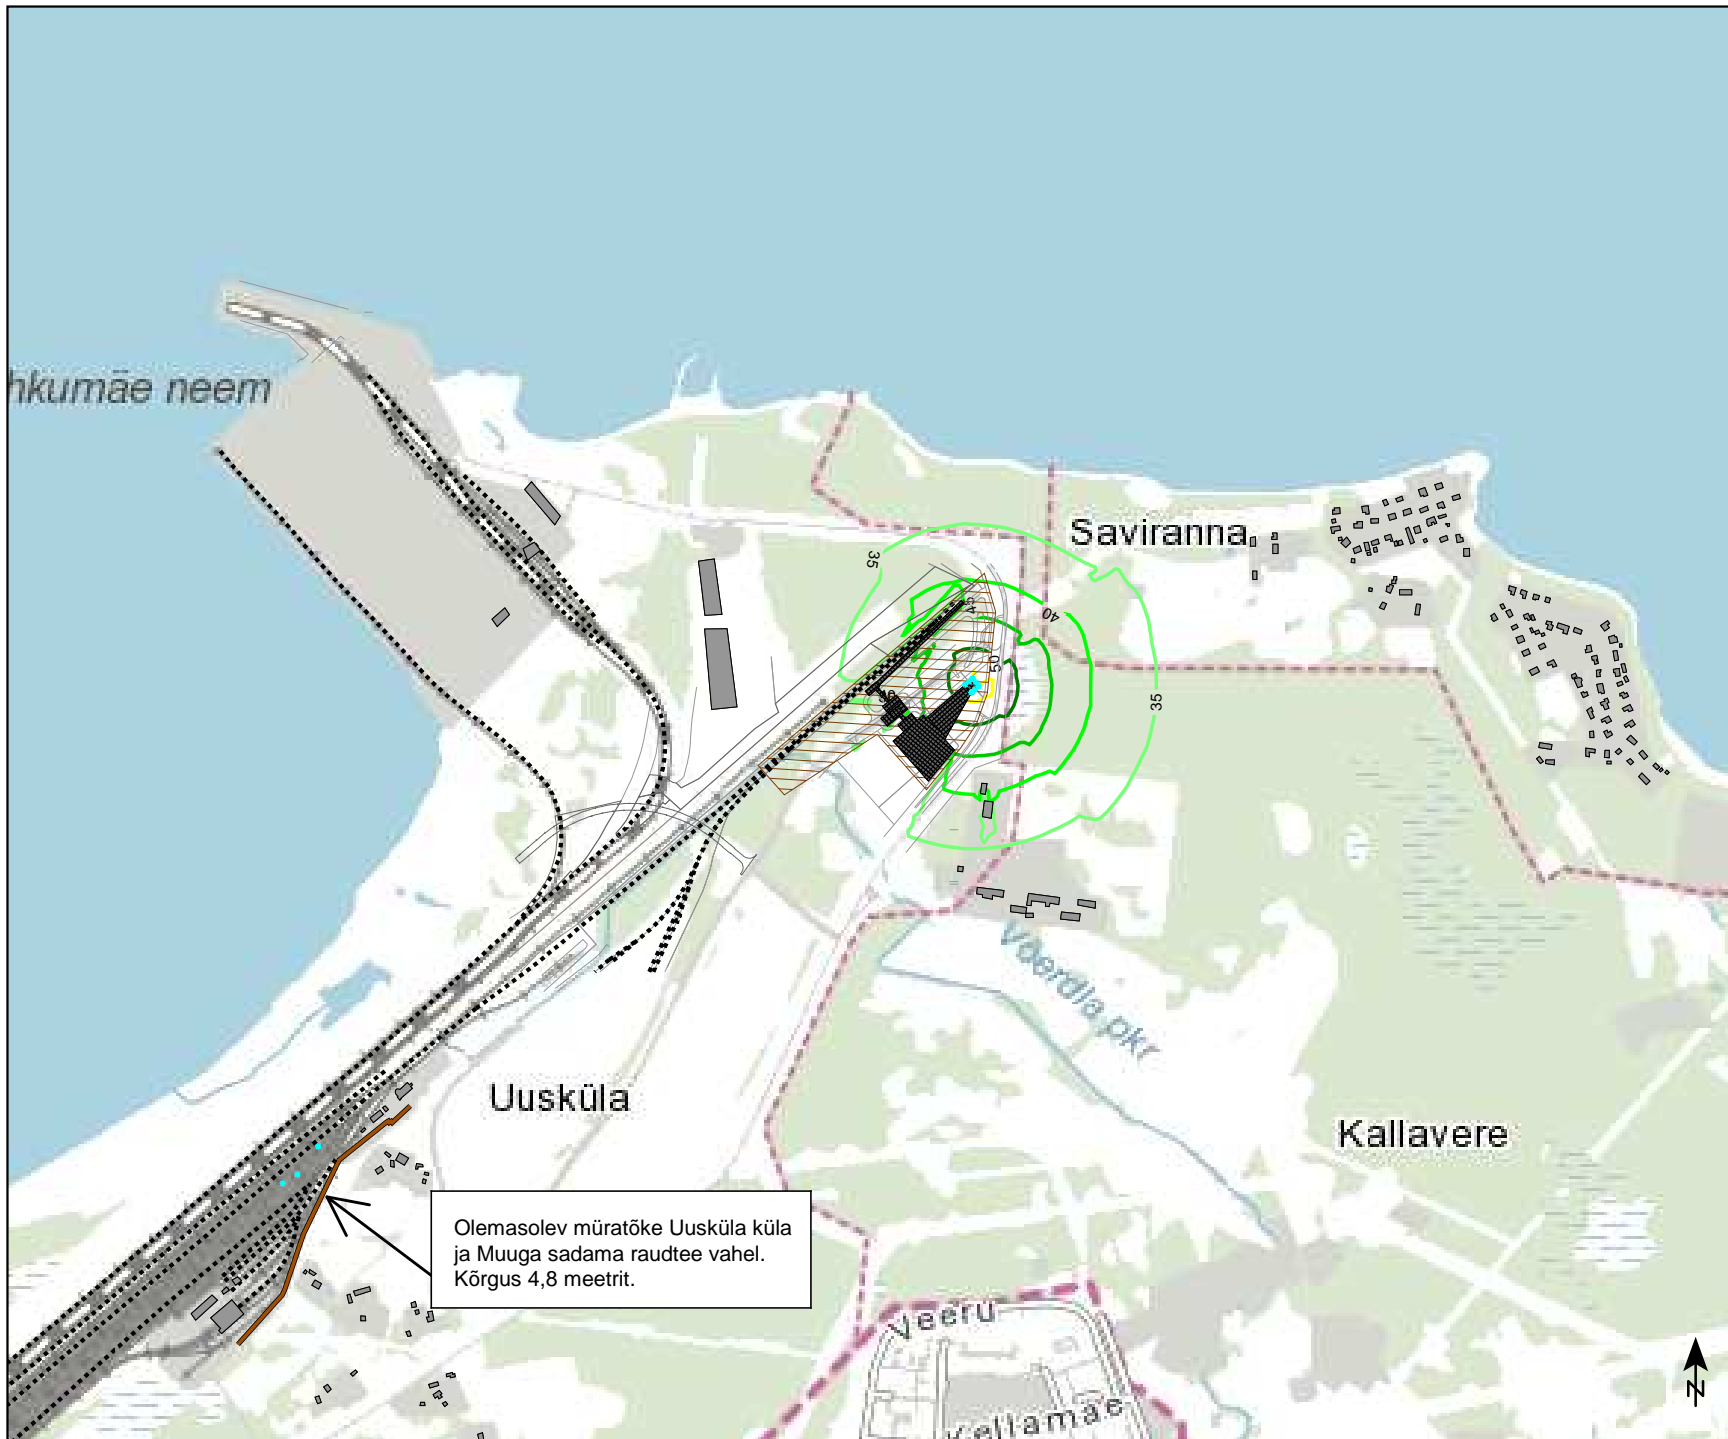 hkumäe neem
Saviranna
35
45
40
50
35
Võerdla pkr
Uusküla
Kallavere
Olemasolev müratõke Uusküla küla
ja Muuga sadama raudtee vahel.
Kõrgus 4,8 meetrit.
Veeru
Kellamäe
N